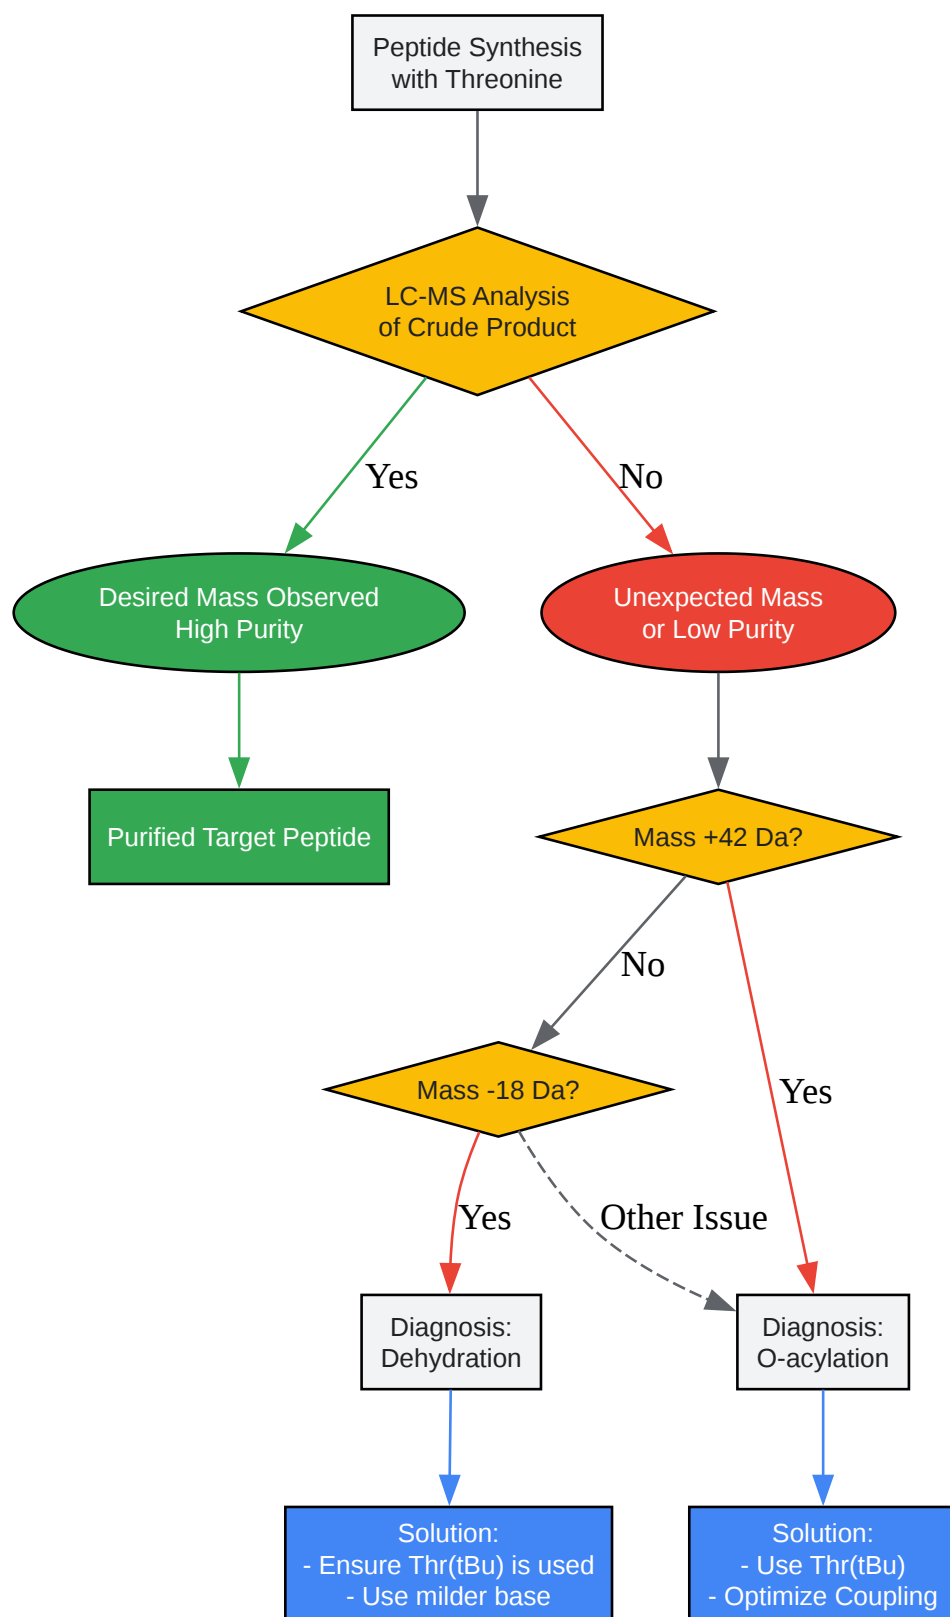 Peptide Synthesis
with Threonine
LC-MS Analysis
of Crude Product
Yes
No
Desired Mass Observed
High Purity
Unexpected Mass
or Low Purity
Purified Target Peptide
Mass +42 Da?
No
Mass -18 Da?
Yes
Yes
Other Issue
Diagnosis:
Dehydration
Diagnosis:
O-acylation
Solution:
- Ensure Thr(tBu) is used
- Use milder base
Solution:
- Use Thr(tBu)
- Optimize Coupling